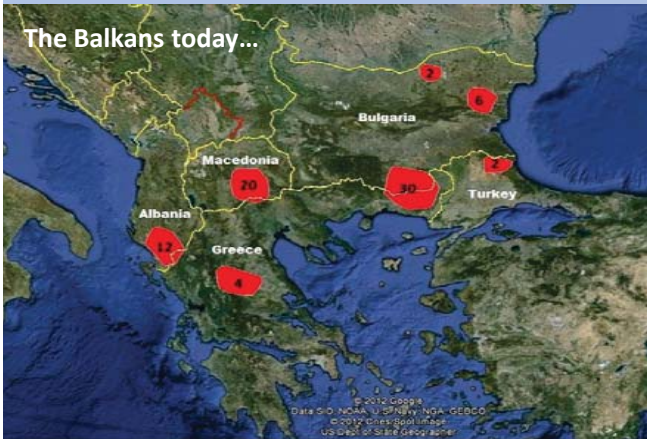 The Balkans today…
2
6
Bulgaria
Macedonia
20
30
2
Turkey
Albania
12
Greece
4
© 2012 Google
Data SIO, NOAA, U.S. Navy, NGA, GEBCO
© 2012 Cnes/Spot Image
US Dept of State Geographer